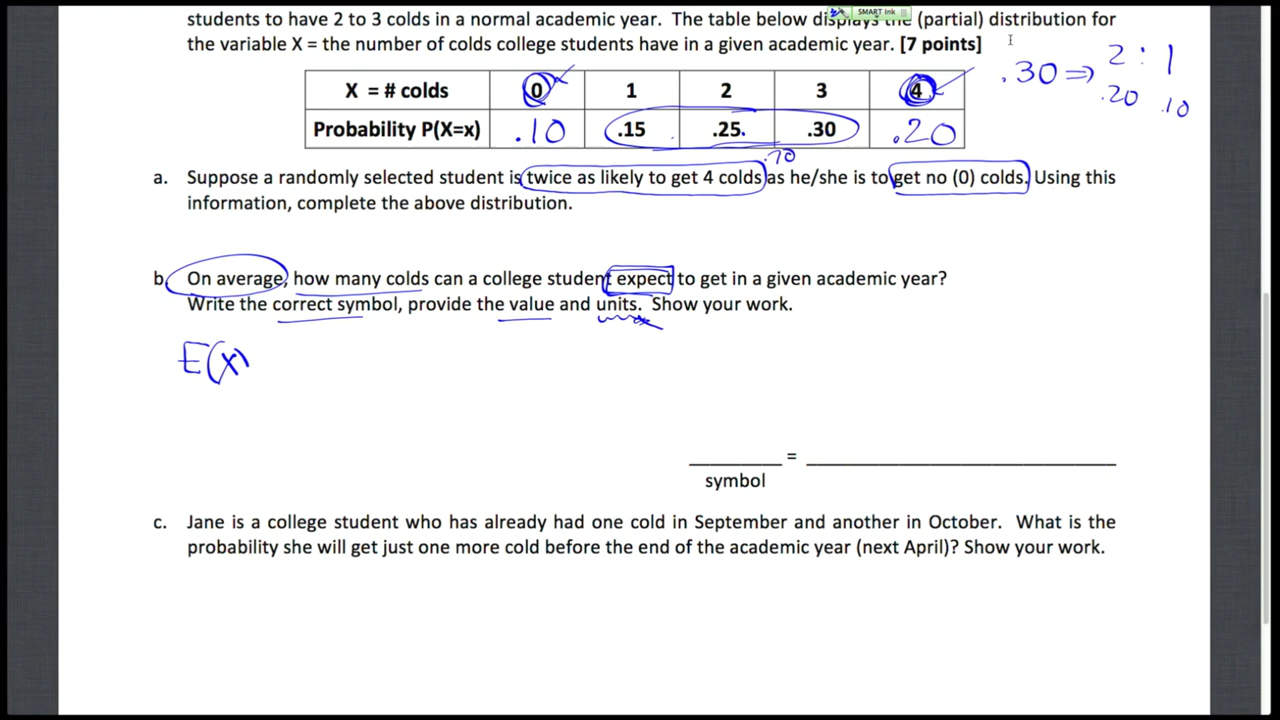 SMART Ink
students to have 2 to 3 colds in a normal academic year. The table below displays the (partial) distribution for
the variable X = the number of colds college students have in a given academic year. [7 points]
2 : 1
.30 ⇒
.20 .10
X = # colds 0 1 2 3 4
Probability P(X=x) .10 .15 .25 .30 .20
.70
a. Suppose a randomly selected student is twice as likely to get 4 colds as he/she is to get no (0) colds. Using this
information, complete the above distribution.
b. On average, how many colds can a college student expect to get in a given academic year?
Write the correct symbol, provide the value and units. Show your work.
E(X)
________ = ________________________
symbol
c. Jane is a college student who has already had one cold in September and another in October. What is the
probability she will get just one more cold before the end of the academic year (next April)? Show your work.